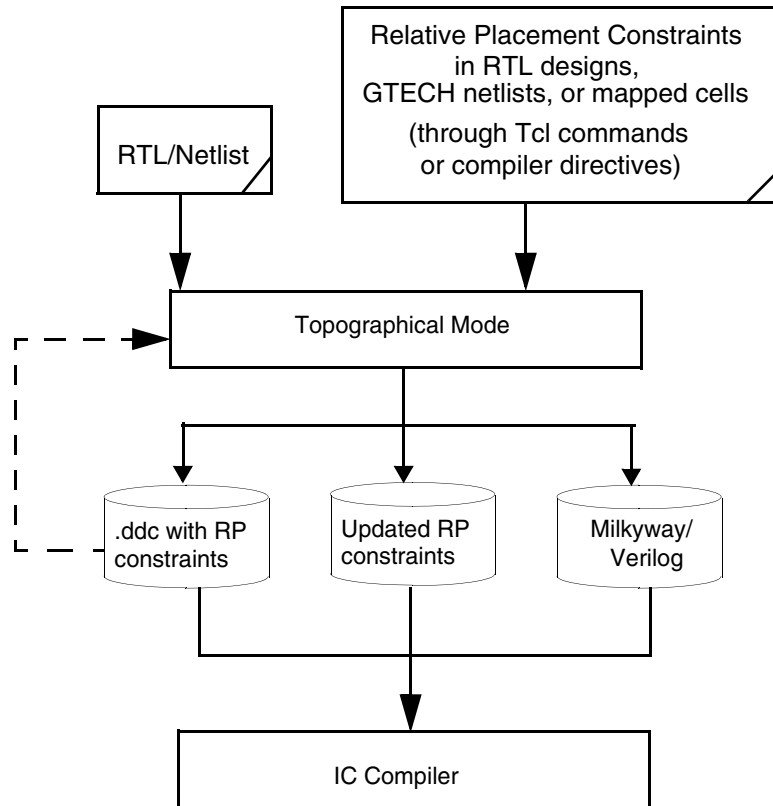 Relative Placement Constraints
in RTL designs,
GTECH netlists, or mapped cells
(through Tcl commands
or compiler directives)
RTL/Netlist
Topographical Mode
.ddc with RP
constraints
Updated RP
constraints
Milkyway/
Verilog
IC Compiler